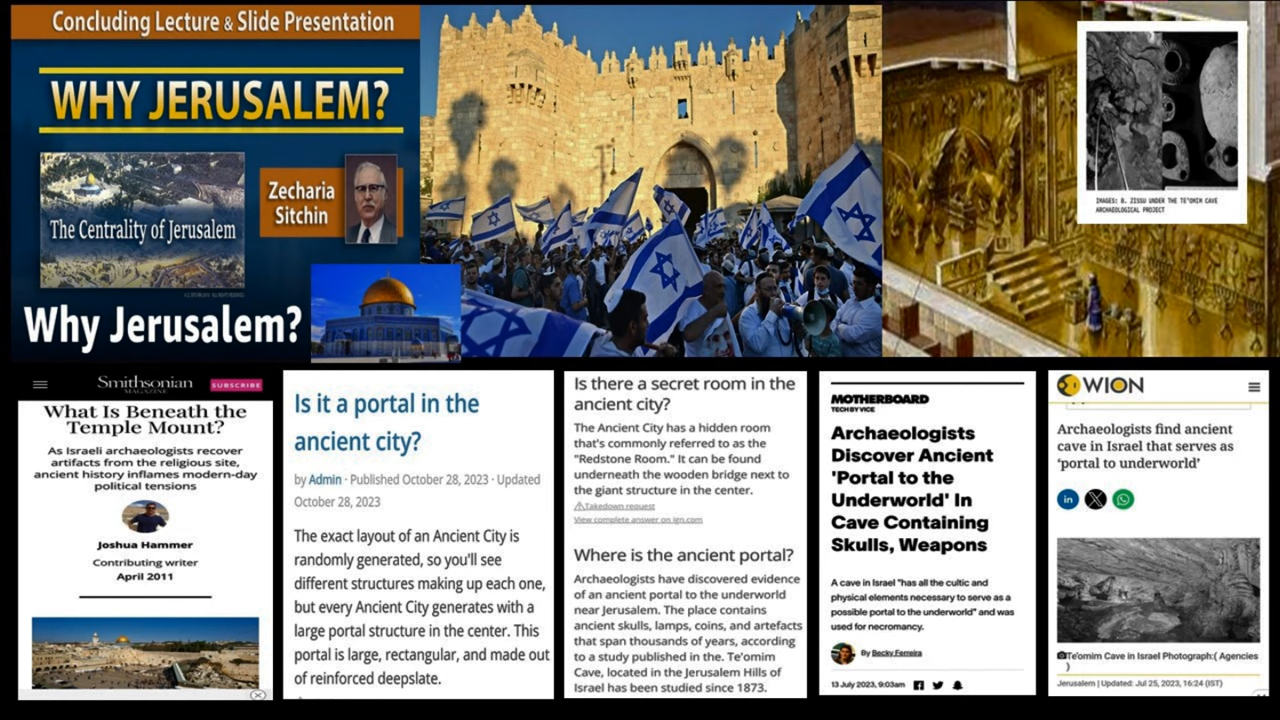 Concluding Lecture & Slide Presentation
WHY JERUSALEM?
The Centrality of Jerusalem
Zecharia
Sitchin
Why Jerusalem?
IMAGES: B. ZISSU UNDER THE TE'OMIM CAVE
ARCHAEOLOGICAL PROJECT
Smithsonian
MAGAZINE
SUBSCRIBE
What Is Beneath the
Temple Mount?
As Israeli archaeologists recover
artifacts from the religious site,
ancient history inflames modern-day
political tensions
Joshua Hammer
Contributing writer
April 2011
Is it a portal in the
ancient city?
by Admin · Published October 28, 2023 · Updated
October 28, 2023
The exact layout of an Ancient City is
randomly generated, so you'll see
different structures making up each one,
but every Ancient City generates with a
large portal structure in the center. This
portal is large, rectangular, and made out
of reinforced deepslate.
Is there a secret room in the
ancient city?
The Ancient City has a hidden room
that's commonly referred to as the
"Redstone Room." It can be found
underneath the wooden bridge next to
the giant structure in the center.
Takedown request
View complete answer on ign.com
Where is the ancient portal?
Archaeologists have discovered evidence
of an ancient portal to the underworld
near Jerusalem. The place contains
ancient skulls, lamps, coins, and artefacts
that span thousands of years, according
to a study published in the. Te'omim
Cave, located in the Jerusalem Hills of
Israel has been studied since 1873.
MOTHERBOARD
TECH BY VICE
Archaeologists
Discover Ancient
'Portal to the
Underworld' In
Cave Containing
Skulls, Weapons
A cave in Israel "has all the cultic and
physical elements necessary to serve as a
possible portal to the underworld" and was
used for necromancy.
By Becky Ferreira
13 July 2023, 9:03am
WION
Archaeologists find ancient
cave in Israel that serves as
'portal to underworld'
in
Te'omim Cave in Israel Photograph:( Agencies
)
Jerusalem | Updated: Jul 25, 2023, 16:24 (IST)